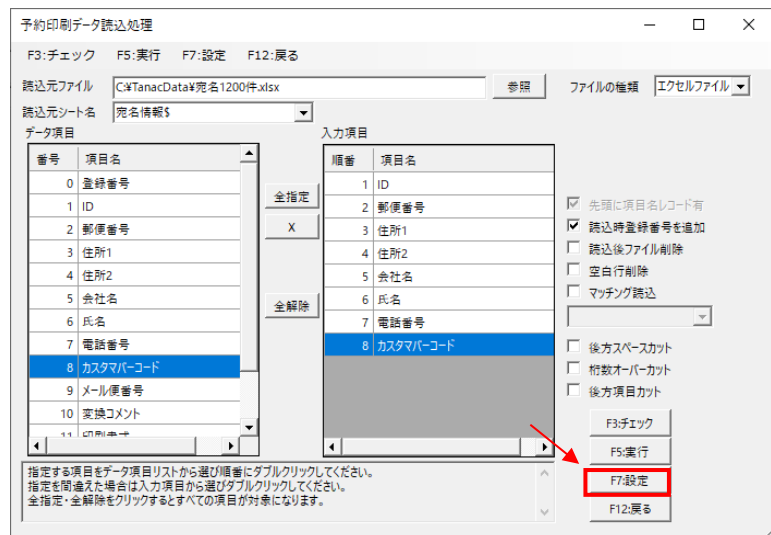 予約印刷データ読込処理
F3:チェック F5:実行 F7:設定 F12:戻る
読込元ファイル C:¥TanacData¥宛名1200件.xlsx 参照 ファイルの種類 エクセルファイル
読込元シート名 宛名情報$
データ項目 入力項目
番号 項目名 順番 項目名
0 登録番号
1 ID
2 郵便番号
3 住所1
4 住所2
5 会社名
6 氏名
7 電話番号
8 カスタマバーコード
9 メール便番号
10 変換コメント
11 印刷書式
全指定
X
全解除
1 ID
2 郵便番号
3 住所1
4 住所2
5 会社名
6 氏名
7 電話番号
8 カスタマバーコード
先頭に項目名レコード有
読込時登録番号を追加
読込後ファイル削除
空白行削除
マッチング読込
後方スペースカット
桁数オーバーカット
後方項目カット
F3:チェック
F5:実行
F7:設定
F12:戻る
指定する項目をデータ項目リストから選び順番にダブルクリックしてください。
指定を間違えた場合は入力項目から選びダブルクリックしてください。
全指定・全解除をクリックするとすべての項目が対象になります。